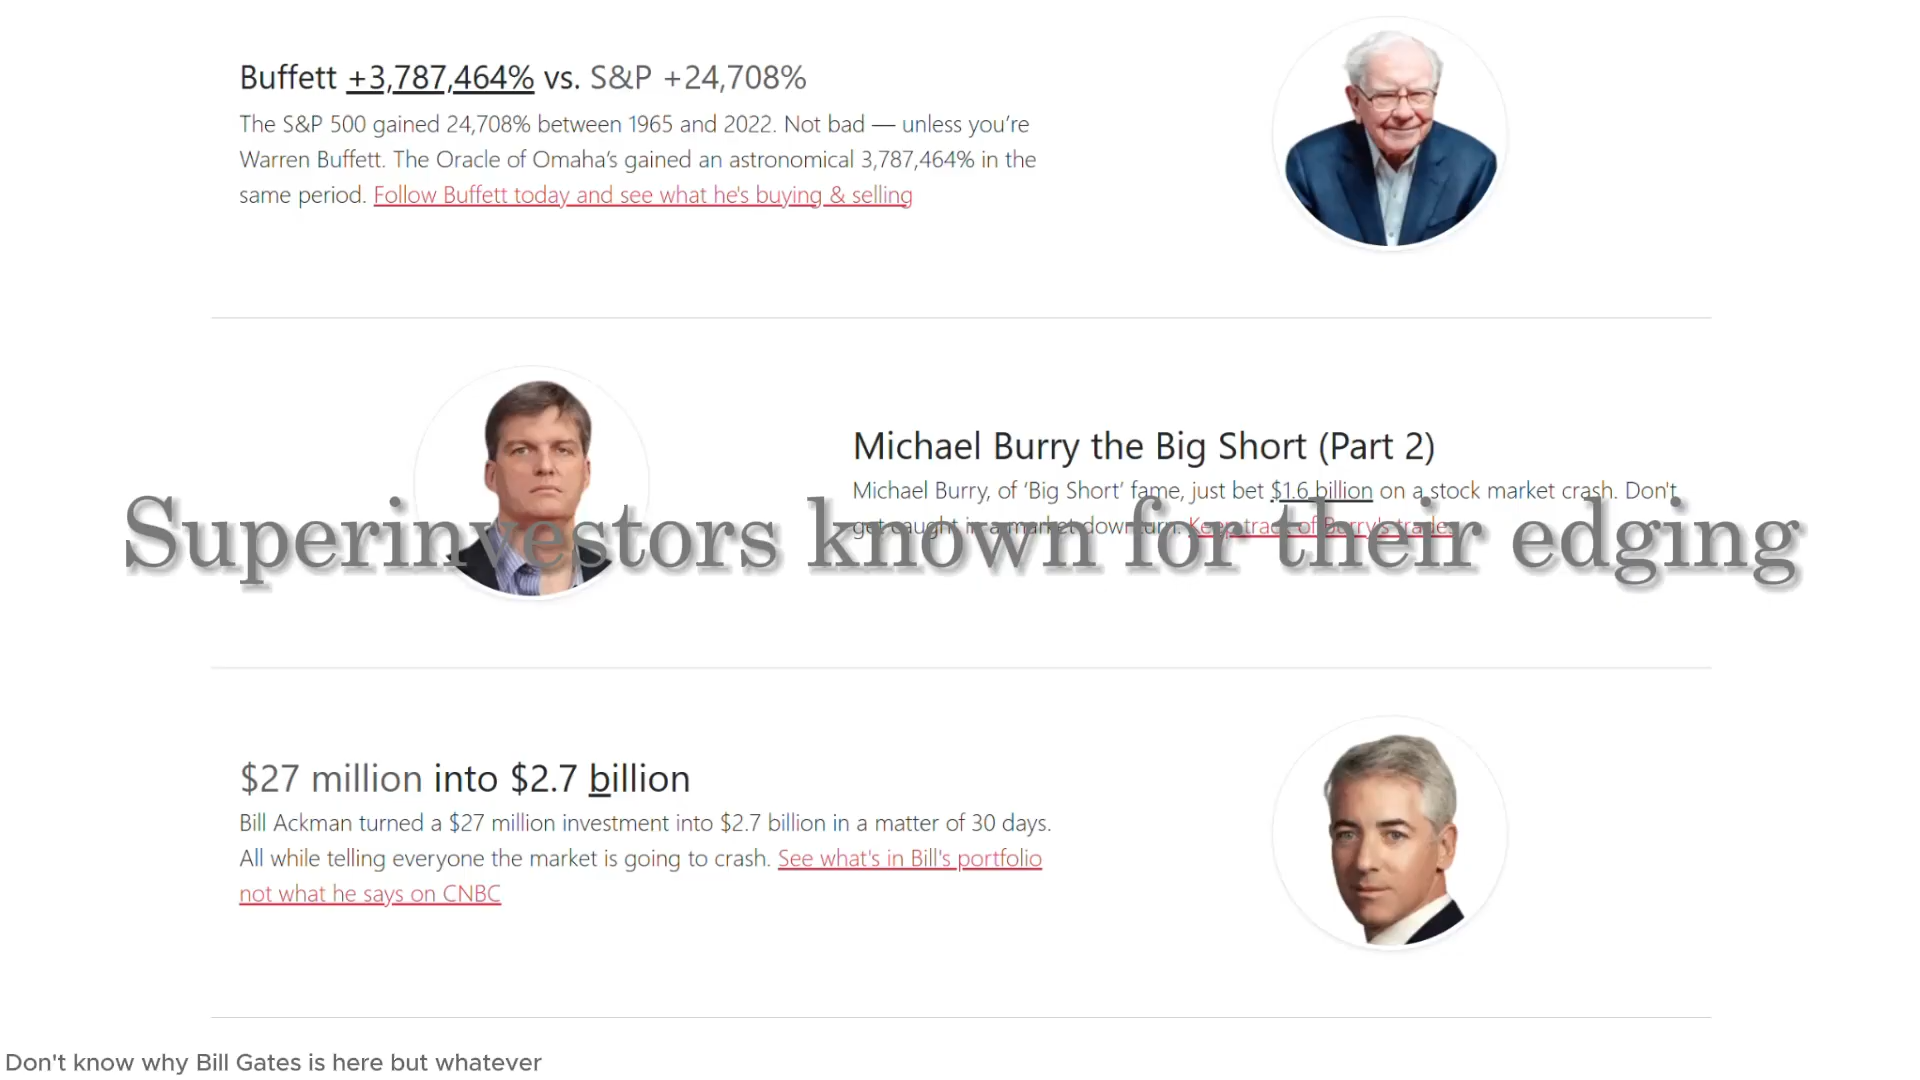 Buffett +3,787,464% vs. S&P +24,708%
The S&P 500 gained 24,708% between 1965 and 2022. Not bad — unless you’re
Warren Buffett. The Oracle of Omaha’s gained an astronomical 3,787,464% in the
same period. Follow Buffett today and see what he's buying & selling
Michael Burry the Big Short (Part 2)
Michael Burry, of ‘Big Short’ fame, just bet $1.6 billion on a stock market crash. Don't
get caught in a market downturn. Keep track of Burry's trades
Superinvestors known for their edging
$27 million into $2.7 billion
Bill Ackman turned a $27 million investment into $2.7 billion in a matter of 30 days.
All while telling everyone the market is going to crash. See what's in Bill's portfolio
not what he says on CNBC
Don't know why Bill Gates is here but whatever